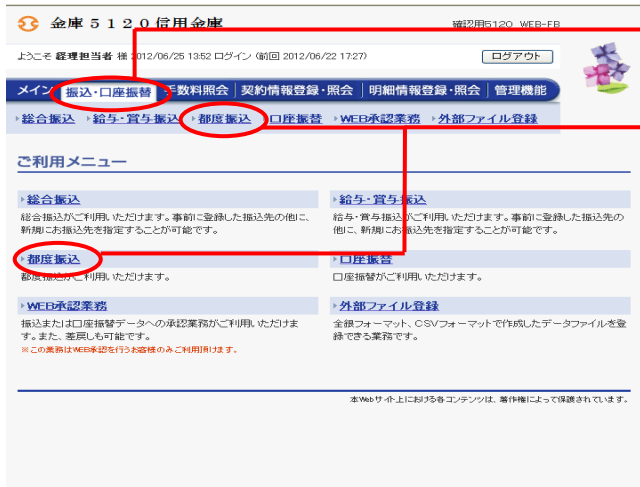 金庫５１２０信用金庫
確認用5120 WEB-FB
ようこそ 経理担当者 様 2012/06/25 13:52 ログイン (前回 2012/06/22 17:27)
ログアウト
メイン 振込・口座振替 手数料照会 契約情報登録・照会 明細情報登録・照会 管理機能
総合振込 給与・賞与振込 都度振込 口座振替 WEB承認業務 外部ファイル登録
ご利用メニュー
総合振込
総合振込がご利用いただけます。事前に登録した振込先の他に、
新規にお振込先を指定することが可能です。
給与・賞与振込
給与・賞与振込がご利用いただけます。事前に登録した振込先の
他に、新規にお振込先を指定することが可能です。
都度振込
都度振込がご利用いただけます。
口座振替
口座振替がご利用いただけます。
WEB承認業務
振込または口座振替データへの承認業務がご利用いただけま
す。また、差戻しも可能です。
※この業務はWEB承認を行うお客様のみご利用頂けます。
外部ファイル登録
全銀フォーマット、CSVフォーマットで作成したデータファイルを登
録できる業務です。
本Webサイト上における各コンテンツは、著作権によって保護されています。